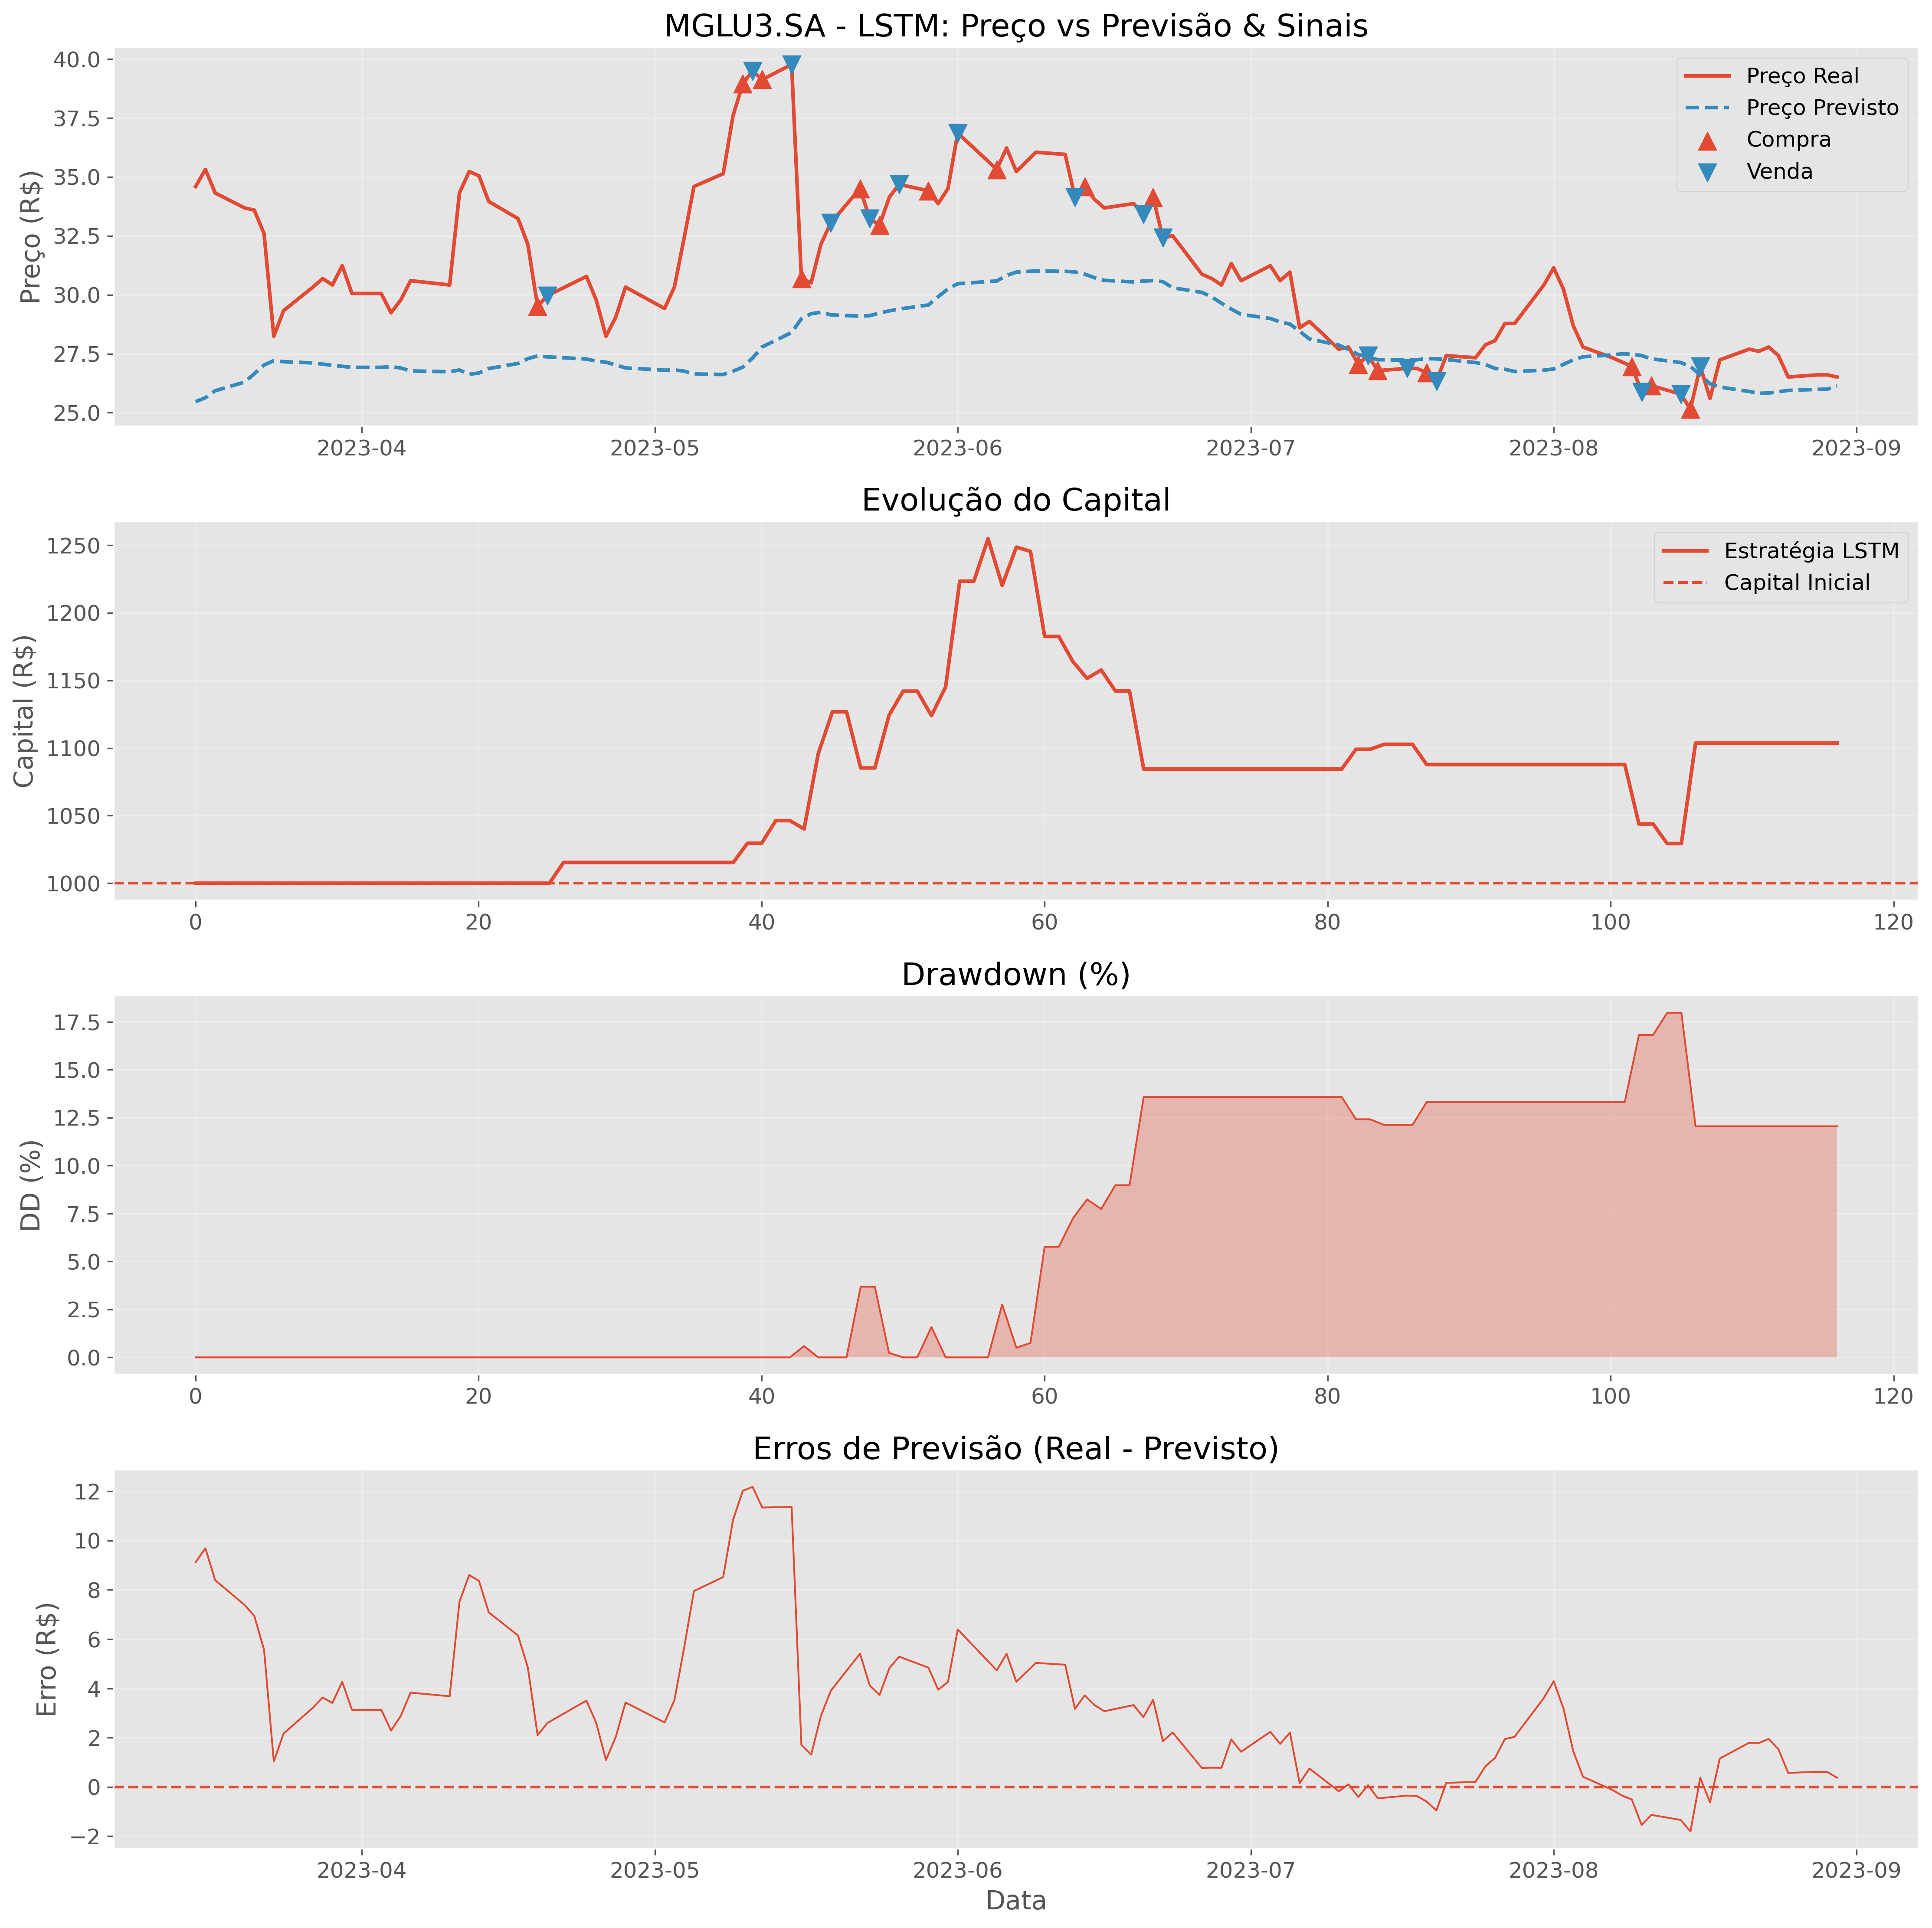 MGLU3.SA - LSTM: Preço vs Previsão & Sinais
Preço (R$)
40.0
37.5
35.0
32.5
30.0
27.5
25.0
Preço Real
Preço Previsto
Compra
Venda
2023-04 2023-05 2023-06 2023-07 2023-08 2023-09
Evolução do Capital
Capital (R$)
1250
1200
1150
1100
1050
1000
Estratégia LSTM
Capital Inicial
0 20 40 60 80 100 120
Drawdown (%)
DD (%)
17.5
15.0
12.5
10.0
7.5
5.0
2.5
0.0
0 20 40 60 80 100 120
Erros de Previsão (Real - Previsto)
Erro (R$)
12
10
8
6
4
2
0
−2
2023-04 2023-05 2023-06 2023-07 2023-08 2023-09
Data